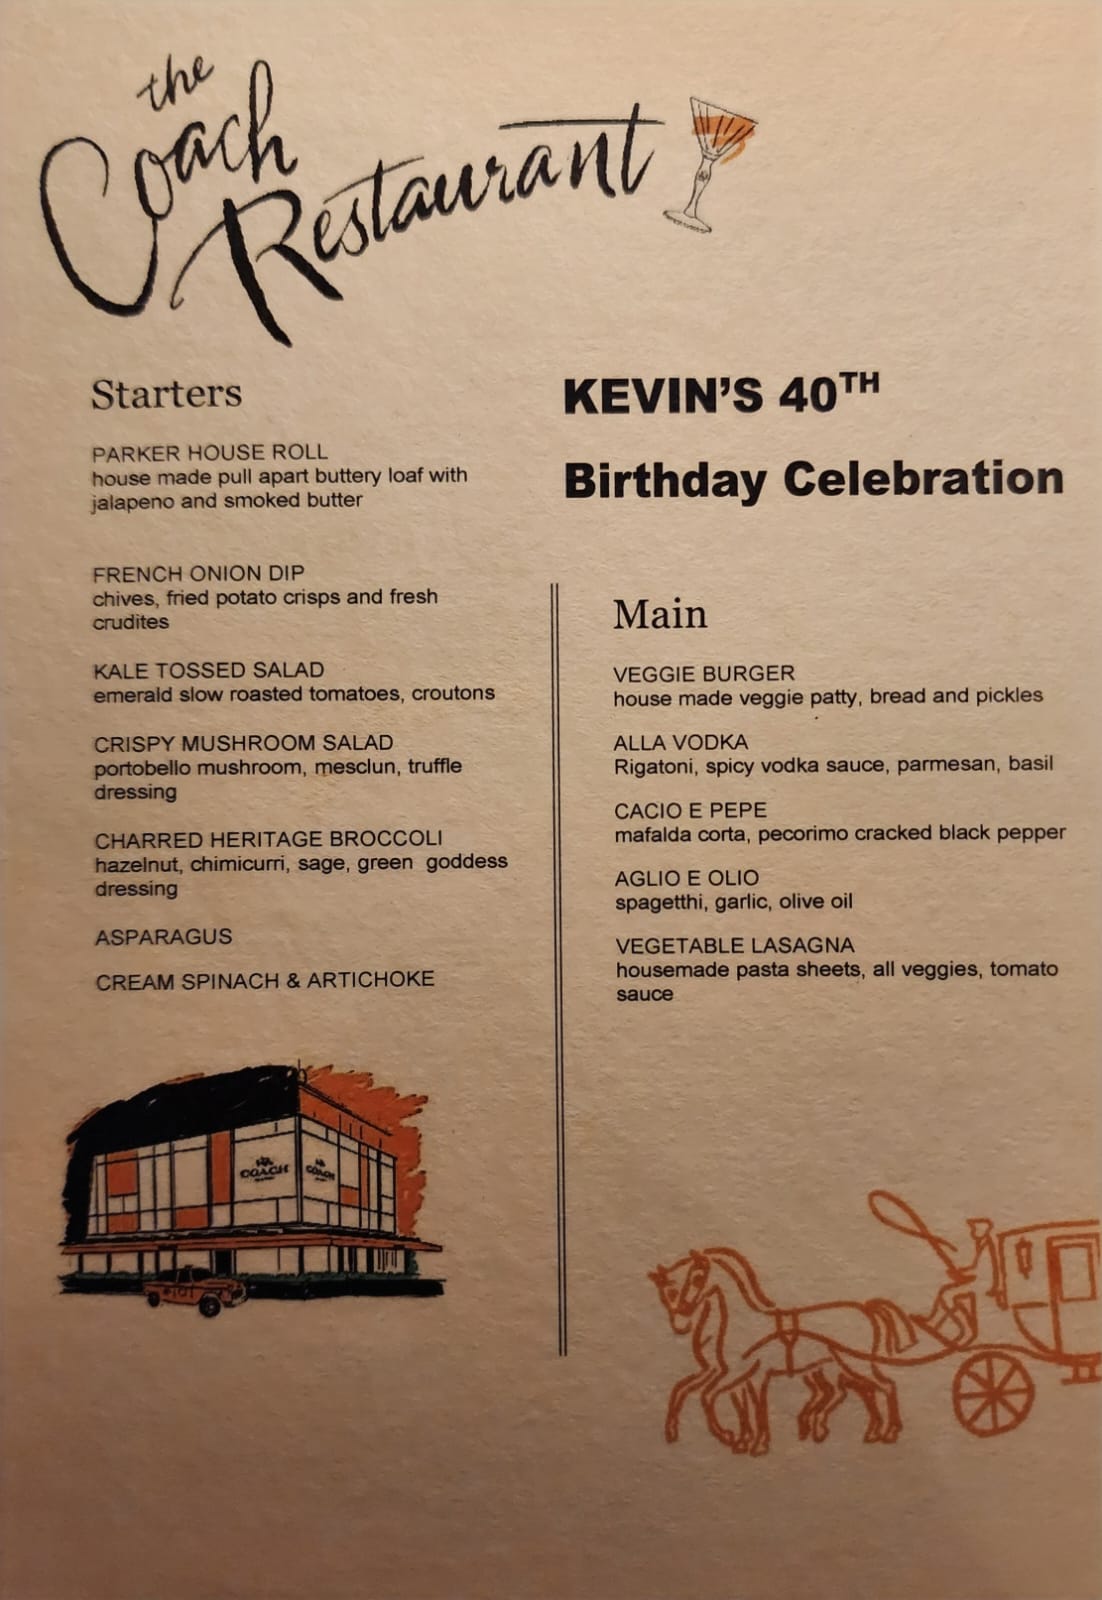 the
Coach
Restaurant
Starters
PARKER HOUSE ROLL
house made pull apart buttery loaf with
jalapeno and smoked butter
FRENCH ONION DIP
chives, fried potato crisps and fresh
crudites
KALE TOSSED SALAD
emerald slow roasted tomatoes, croutons
CRISPY MUSHROOM SALAD
portobello mushroom, mesclun, truffle
dressing
CHARRED HERITAGE BROCCOLI
hazelnut, chimicurri, sage, green goddess
dressing
ASPARAGUS
CREAM SPINACH & ARTICHOKE
KEVIN'S 40TH
Birthday Celebration
Main
VEGGIE BURGER
house made veggie patty, bread and pickles
ALLA VODKA
Rigatoni, spicy vodka sauce, parmesan, basil
CACIO E PEPE
mafalda corta, pecorimo cracked black pepper
AGLIO E OLIO
spagetthi, garlic, olive oil
VEGETABLE LASAGNA
housemade pasta sheets, all veggies, tomato
sauce
COACH
COACH